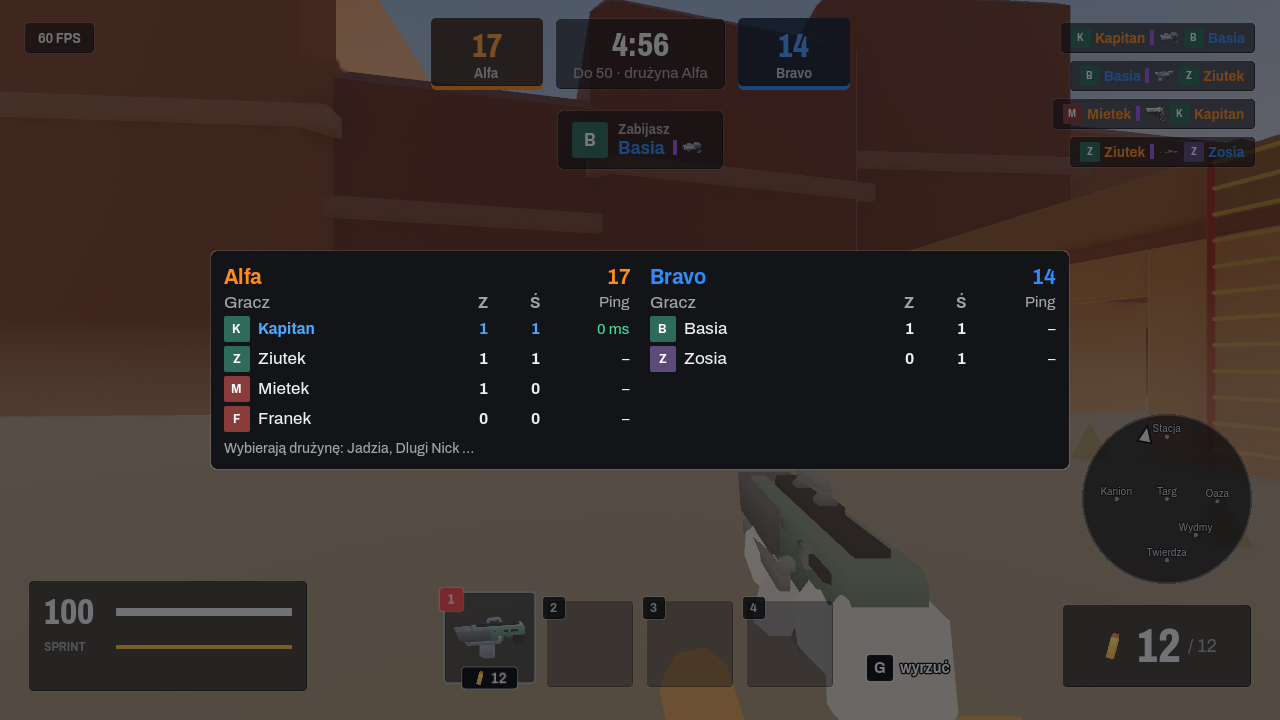 60 FPS
17
Alfa
4:56
Do 50 · drużyna Alfa
14
Bravo
K Kapitan B Basia
B Basia Z Ziutek
M Mietek K Kapitan
Z Ziutek Z Zosia
B
Zabijasz
Basia
Alfa 17
Gracz Z Ś Ping
K Kapitan 1 1 0 ms
Z Ziutek 1 1 –
M Mietek 1 0 –
F Franek 0 0 –
Wybierają drużynę: Jadzia, Dlugi Nick ...
Bravo 14
Gracz Z Ś Ping
B Basia 1 1 –
Z Zosia 0 1 –
Stacja
Kanion Targ Oaza
Wydmy
Twierdza
100
SPRINT
1
12
2
3
4
G wyrzuć
12 / 12